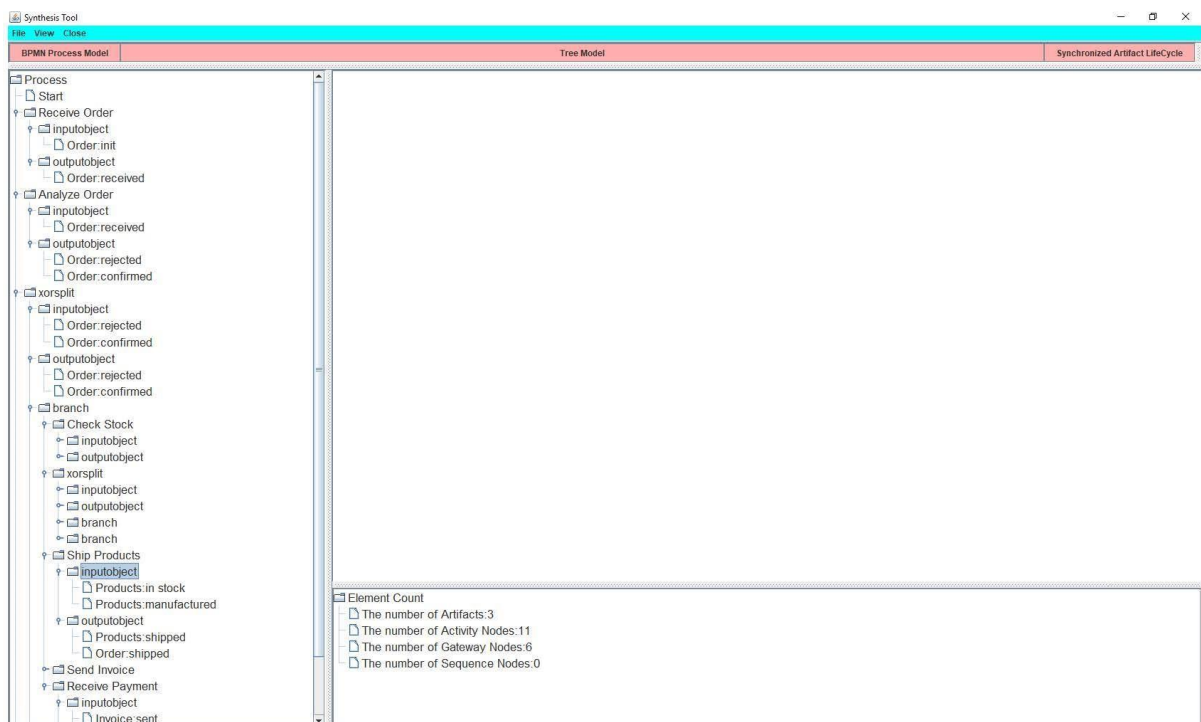 Synthesis Tool
File View Close
BPMN Process Model Tree Model Synchronized Artifact LifeCycle
Process
Start
Receive Order
inputobject
Order:init
outputobject
Order:received
Analyze Order
inputobject
Order:received
outputobject
Order:rejected
Order:confirmed
xorsplit
inputobject
Order:rejected
Order:confirmed
outputobject
Order:rejected
Order:confirmed
branch
Check Stock
inputobject
outputobject
xorsplit
inputobject
outputobject
branch
branch
Ship Products
inputobject
Products:in stock
Products:manufactured
outputobject
Products:shipped
Order:shipped
Send Invoice
Receive Payment
inputobject
Invoice:sent
Element Count
The number of Artifacts:3
The number of Activity Nodes:11
The number of Gateway Nodes:6
The number of Sequence Nodes:0